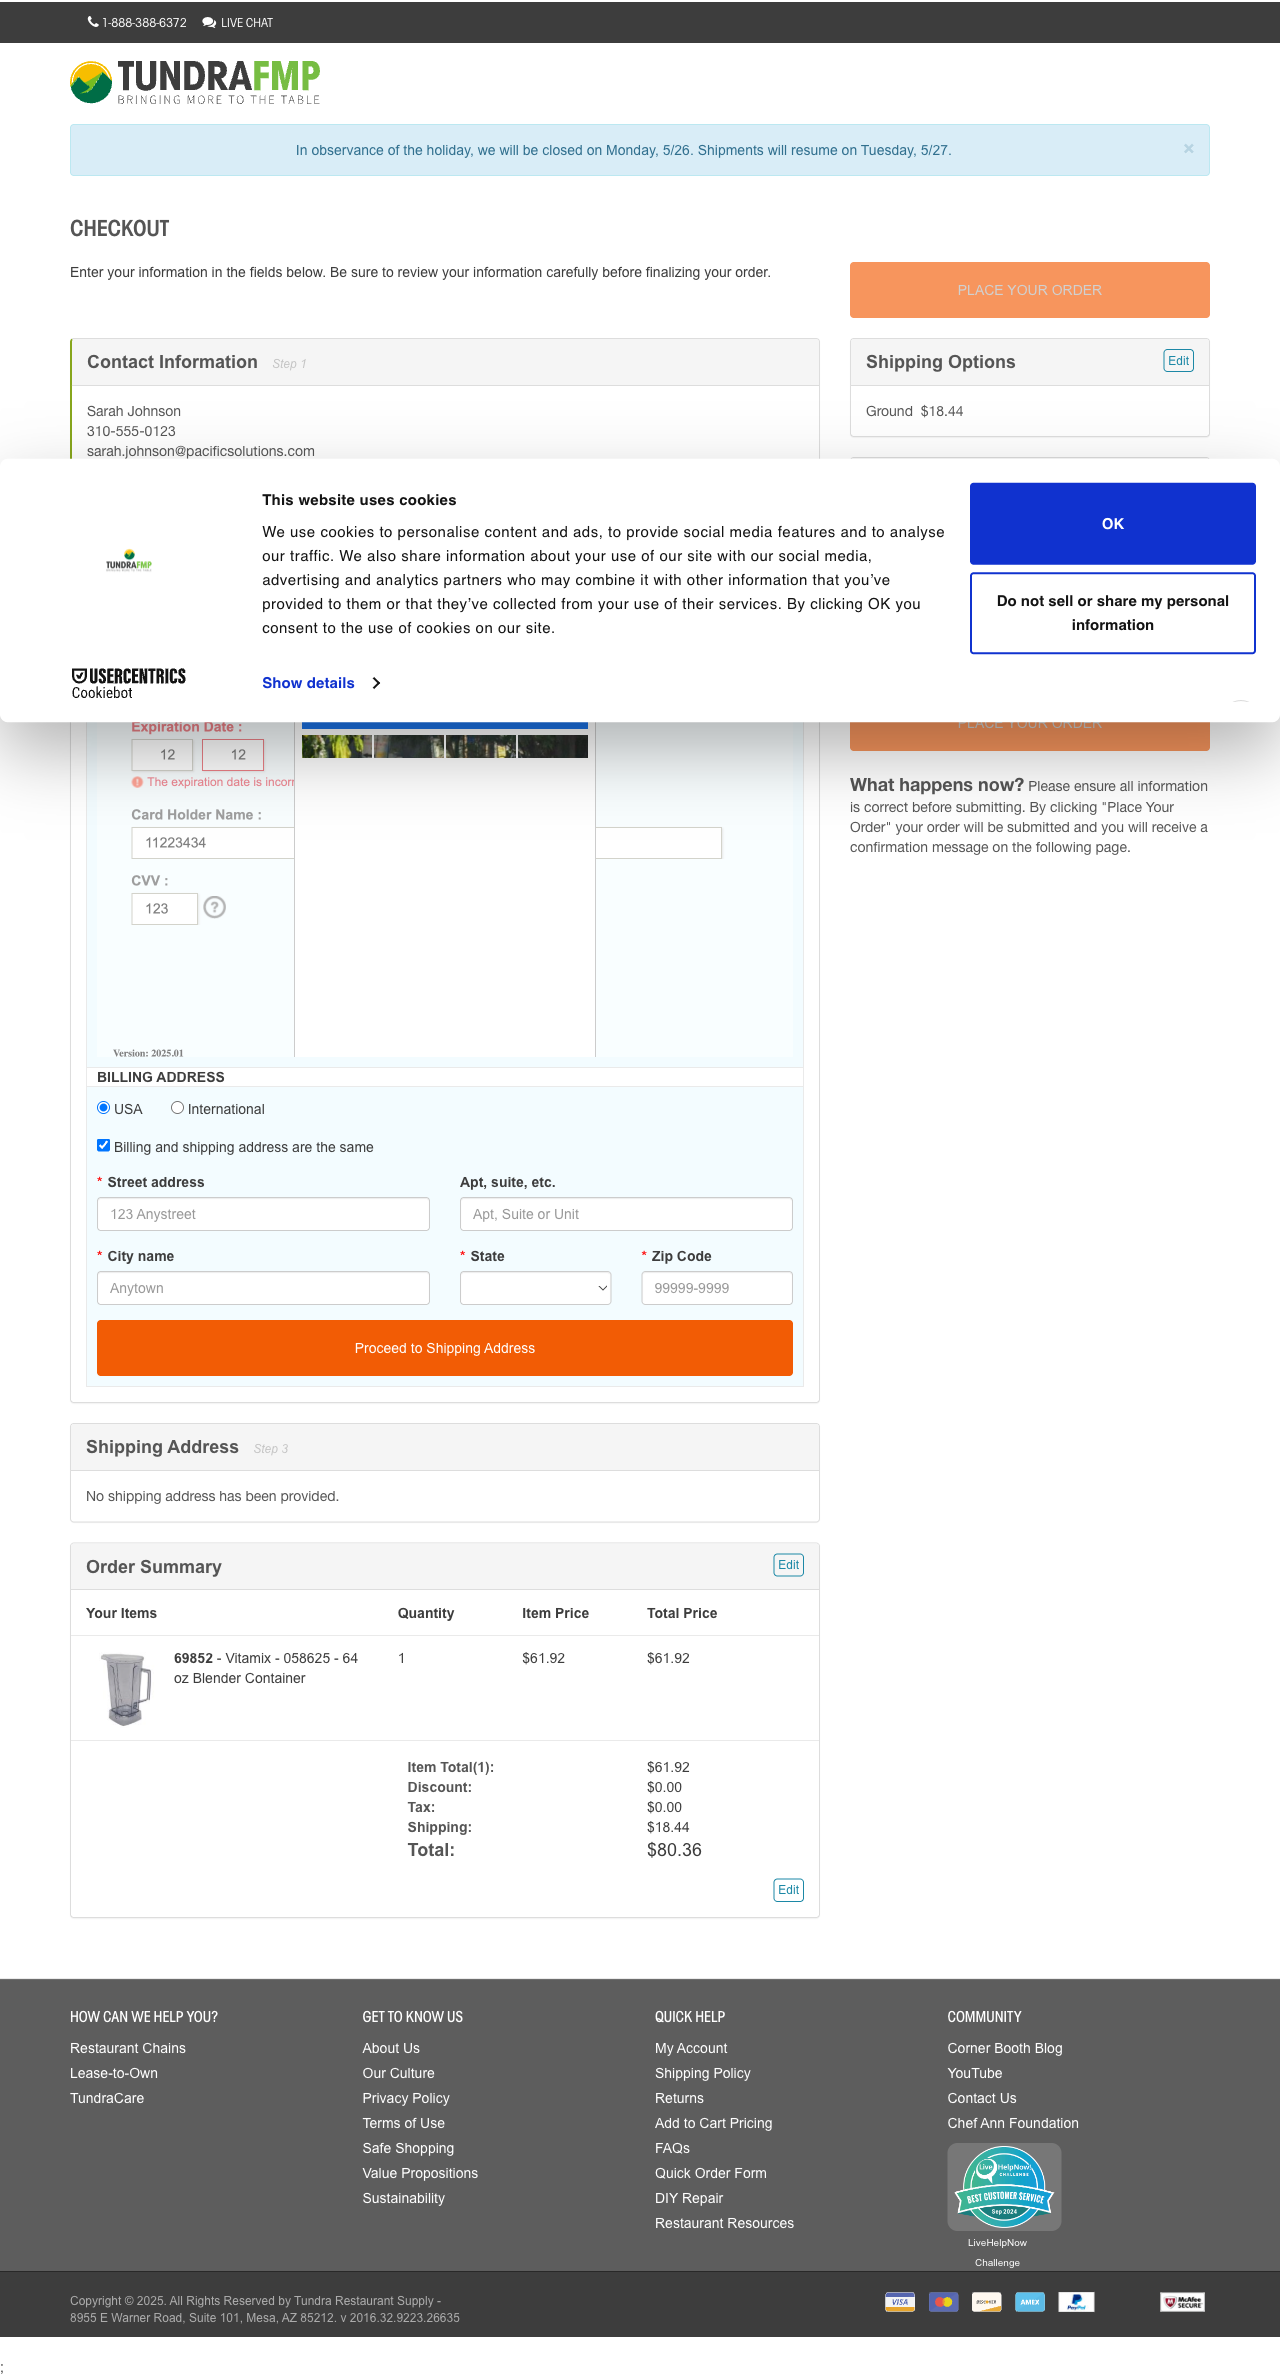 1-888-388-6372 LIVE CHAT
TUNDRAFMP
BRINGING MORE TO THE TABLE
In observance of the holiday, we will be closed on Monday, 5/26. Shipments will resume on Tuesday, 5/27. ×
CHECKOUT
Enter your information in the fields below. Be sure to review your information carefully before finalizing your order.
PLACE YOUR ORDER
Contact Information Step 1
Sarah Johnson
310-555-0123
sarah.johnson@pacificsolutions.com
Shipping Options Edit
Ground $18.44
TUNDRAFMP
USERCENTRICS
Cookiebot
This website uses cookies
We use cookies to personalise content and ads, to provide social media features and to analyse
our traffic. We also share information about your use of our site with our social media,
advertising and analytics partners who may combine it with other information that you've
provided to them or that they've collected from your use of their services. By clicking OK you
consent to the use of cookies on our site.
Show details
OK
Do not sell or share my personal
information
PLACE YOUR ORDER
Expiration Date :
12 12
The expiration date is incorr
Card Holder Name :
11223434
CVV :
123 ?
Version: 2025.01
What happens now? Please ensure all information
is correct before submitting. By clicking "Place Your
Order" your order will be submitted and you will receive a
confirmation message on the following page.
BILLING ADDRESS
USA International
Billing and shipping address are the same
* Street address Apt, suite, etc.
123 Anystreet Apt, Suite or Unit
* City name * State * Zip Code
Anytown 99999-9999
Proceed to Shipping Address
Shipping Address Step 3
No shipping address has been provided.
Order Summary Edit
Your Items Quantity Item Price Total Price
69852 - Vitamix - 058625 - 64 1 $61.92 $61.92
oz Blender Container
Item Total(1): $61.92
Discount: $0.00
Tax: $0.00
Shipping: $18.44
Total: $80.36
Edit
HOW CAN WE HELP YOU?
Restaurant Chains
Lease-to-Own
TundraCare
GET TO KNOW US
About Us
Our Culture
Privacy Policy
Terms of Use
Safe Shopping
Value Propositions
Sustainability
QUICK HELP
My Account
Shipping Policy
Returns
Add to Cart Pricing
FAQs
Quick Order Form
DIY Repair
Restaurant Resources
COMMUNITY
Corner Booth Blog
YouTube
Contact Us
Chef Ann Foundation
Live HelpNow
CHALLENGE
BEST CUSTOMER SERVICE
Sep 2024
LiveHelpNow
Challenge
Copyright © 2025. All Rights Reserved by Tundra Restaurant Supply -
8955 E Warner Road, Suite 101, Mesa, AZ 85212. v 2016.32.9223.26635
VISA DISCOVER AMEX PayPal McAfee
SECURE
;